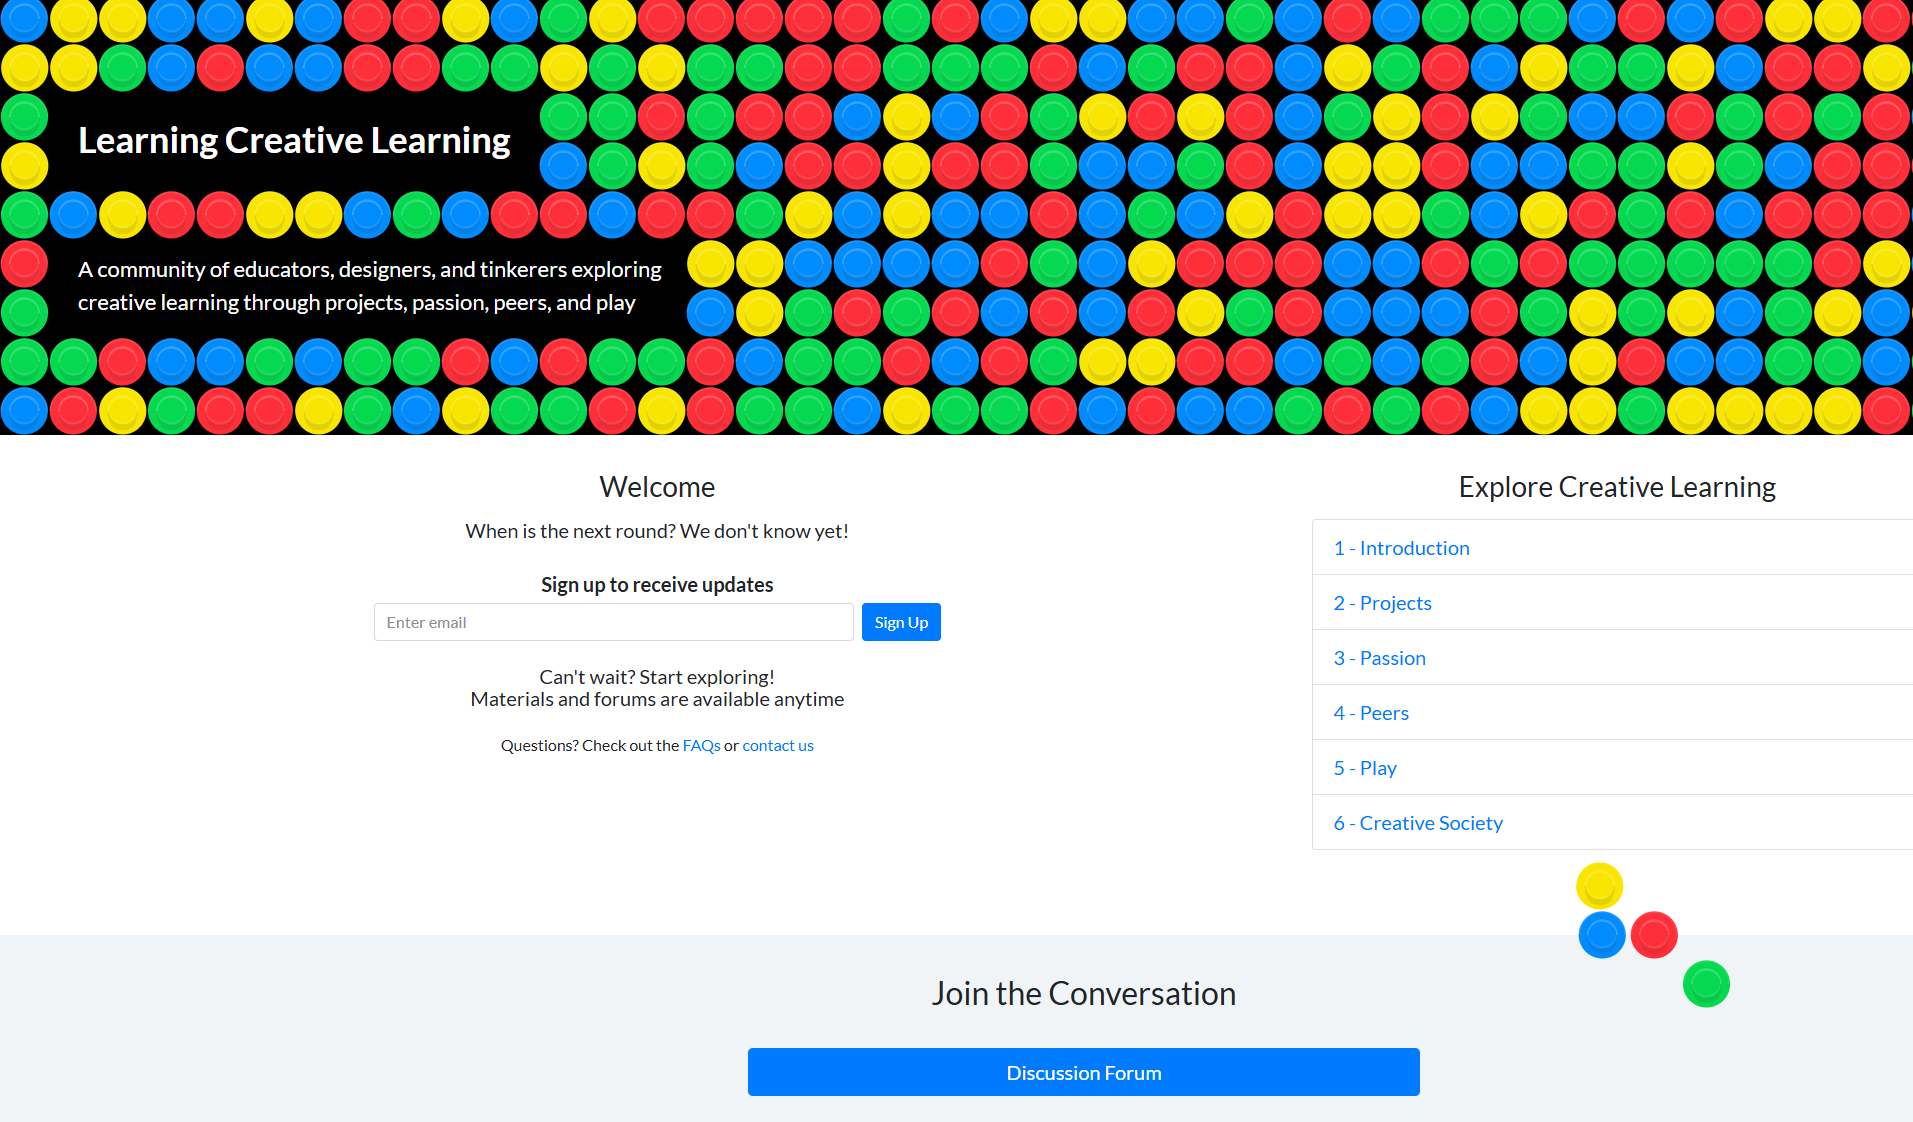 Learning Creative Learning
A community of educators, designers, and tinkerers exploring
creative learning through projects, passion, peers, and play
Welcome
When is the next round? We don't know yet!
Sign up to receive updates
Enter email
Sign Up
Can't wait? Start exploring!
Materials and forums are available anytime
Questions? Check out the FAQs or contact us
Explore Creative Learning
1 - Introduction
2 - Projects
3 - Passion
4 - Peers
5 - Play
6 - Creative Society
Join the Conversation
Discussion Forum